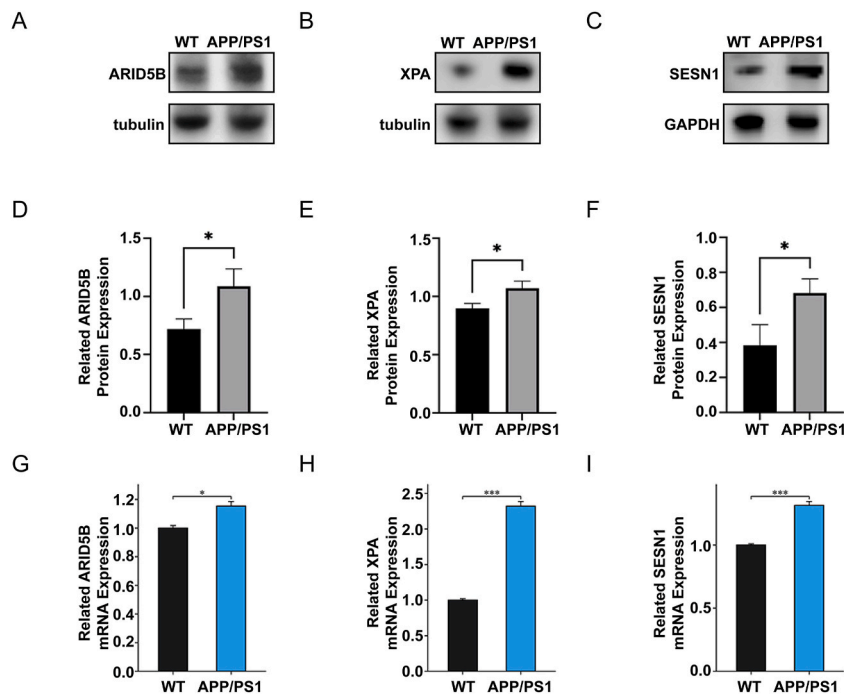 A
B
C
WT APP/PS1
WT APP/PS1
WT APP/PS1
ARID5B
XPA
SESN1
tubulin
tubulin
GAPDH
D
E
F
Related ARID5B
Protein Expression
1.5
1.0
0.5
0.0
*
WT APP/PS1
Related XPA
Protein Expression
1.5
1.0
0.5
0.0
*
WT APP/PS1
Related SESN1
Protein Expression
1.0
0.8
0.6
0.4
0.2
0.0
*
WT APP/PS1
G
H
I
Related ARID5B
mRNA Expression
1.2
1.0
0.8
0.6
0.4
1.2
0.0
*
WT APP/PS1
Related XPA
mRNA Expression
2.5
2.0
1.5
1.0
0.5
0.0
***
WT APP/PS1
Related SESN1
mRNA Expression
1.0
0.5
0.0
***
WT APP/PS1